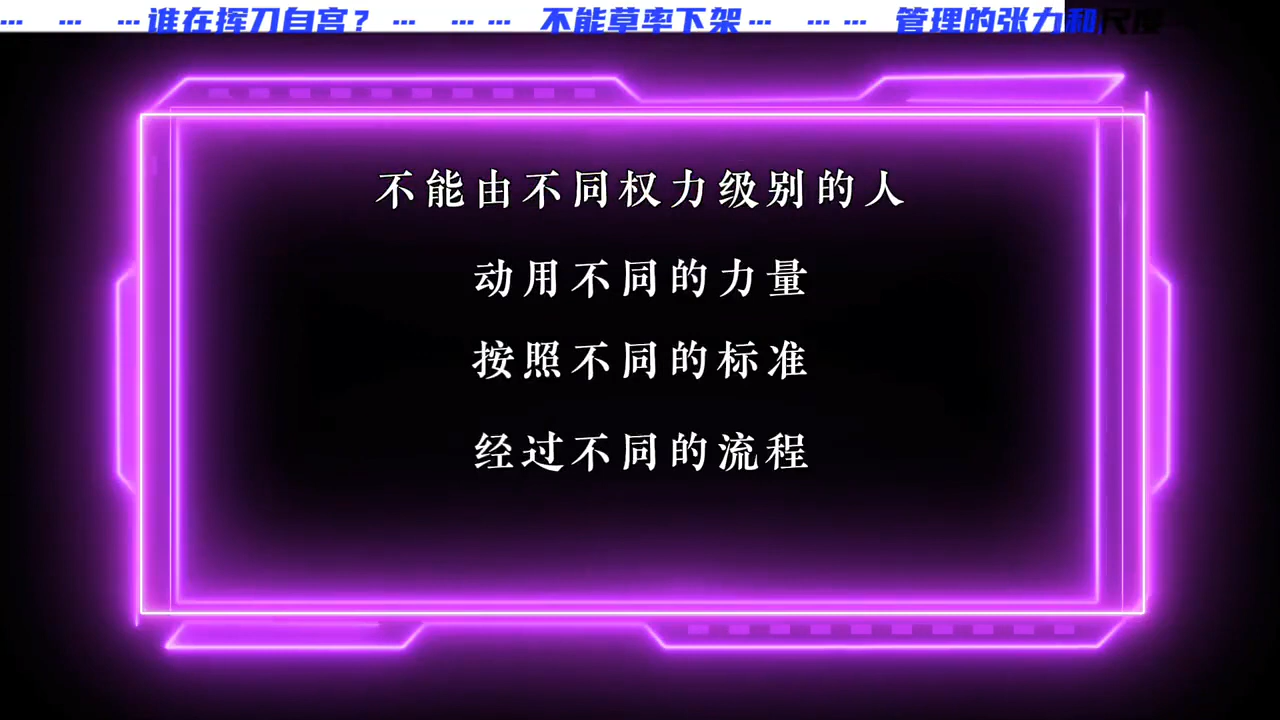 … … …谁在挥刀自宫？… … … 不能草率下架… … … 管理的张力和尺度
不能由不同权力级别的人
动用不同的力量
按照不同的标准
经过不同的流程